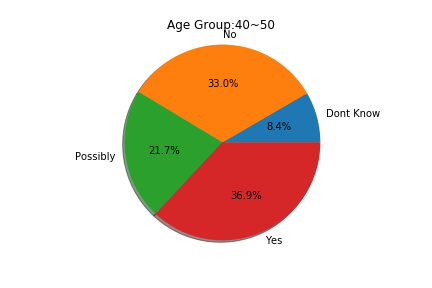 Age Group:40~50
No
33.0%
Dont Know
8.4%
Possibly
21.7%
36.9%
Yes